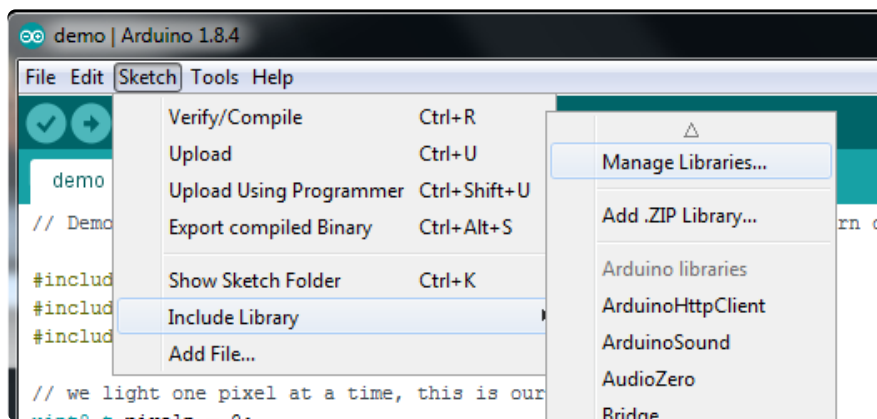 demo | Arduino 1.8.4
File Edit Sketch Tools Help
Verify/Compile Ctrl+R
Upload Ctrl+U
Upload Using Programmer Ctrl+Shift+U
Export compiled Binary Ctrl+Alt+S
Show Sketch Folder Ctrl+K
Include Library
Add File...
Manage Libraries...
Add .ZIP Library...
Arduino libraries
ArduinoHttpClient
ArduinoSound
AudioZero
Bridge
demo
// Demo
#includ
#includ
#includ
// we light one pixel at a time, this is our